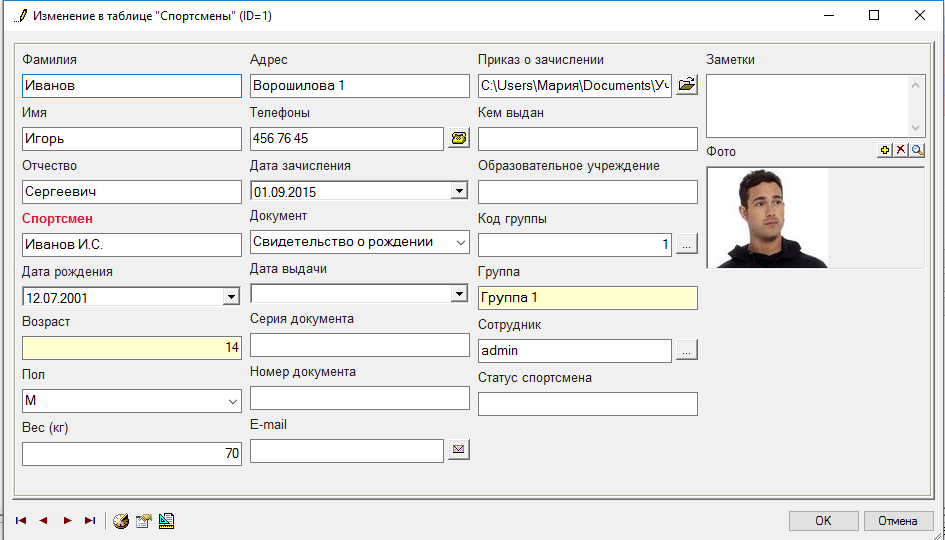 Изменение в таблице "Спортсмены" (ID=1)
Фамилия
Иванов
Имя
Игорь
Отчество
Сергеевич
Спортсмен
Иванов И.С.
Дата рождения
12.07.2001
Возраст
14
Пол
М
Вес (кг)
70
Адрес
Ворошилова 1
Телефоны
456 76 45
Дата зачисления
01.09.2015
Документ
Свидетельство о рождении
Дата выдачи
Серия документа
Номер документа
E-mail
Приказ о зачислении
C:\Users\Мария\Documents\Уч
Кем выдан
Образовательное учреждение
Код группы
1
...
Группа
Группа 1
Сотрудник
admin
...
Статус спортсмена
Заметки
Фото
OK
Отмена